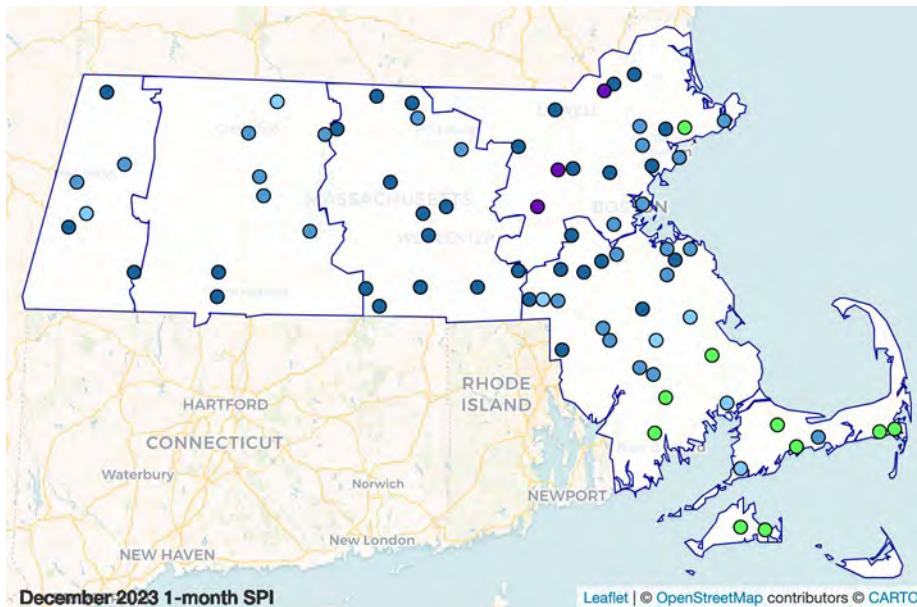 LOWELL
MASSACHUSETTS
WORCESTER
BOSTON
RHODE
ISLAND
HARTFORD
CONNECTICUT
Waterbury
Norwich
NEWPORT
New London
NEW HAVEN
December 2023 1-month SPI
Leaflet | © OpenStreetMap contributors © CARTO